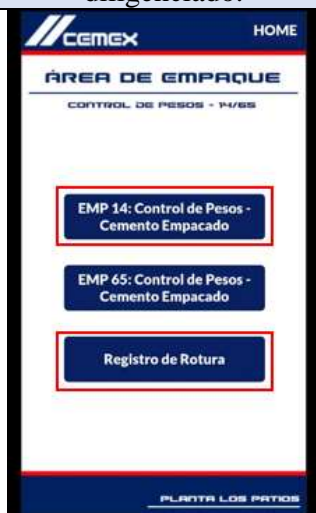 diligenciado.
CEMEX
HOME
ÁREA DE EMPAQUE
CONTROL DE PESOS - 14/65
EMP 14: Control de Pesos -
Cemento Empacado
EMP 65: Control de Pesos -
Cemento Empacado
Registro de Rotura
PLANTA LOS PATIOS